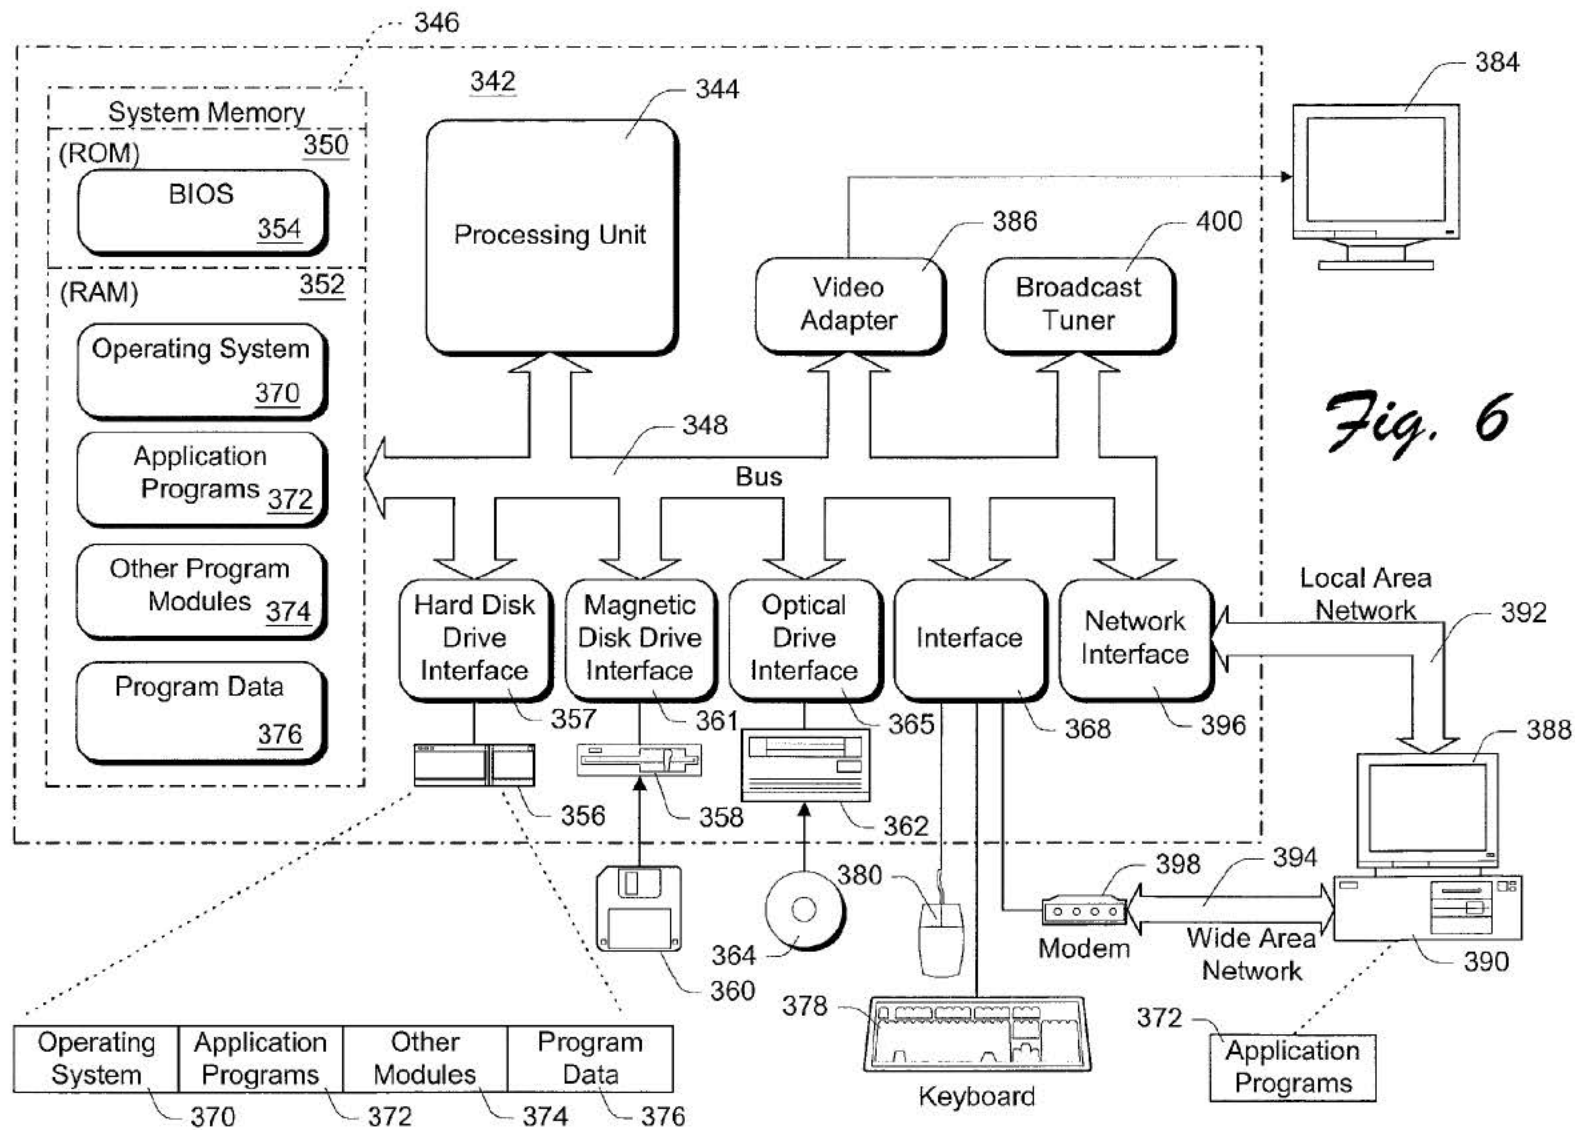 346
342
344
384
System Memory
(ROM)
350
BIOS
354
Processing Unit
386
400
(RAM)
352
Video
Adapter
Broadcast
Tuner
Operating System
370
Fig. 6
348
Application
Programs
372
Bus
Other Program
Modules
374
Hard Disk
Drive
Interface
Magnetic
Disk Drive
Interface
Optical
Drive
Interface
Interface
Network
Interface
Local Area
Network
392
Program Data
376
357
361
365
368
396
388
356
358
362
380
398
394
364
Modem
Wide Area
Network
390
360
378
372
Operating
System
Application
Programs
Other
Modules
Program
Data
Application
Programs
Keyboard
370
372
374
376